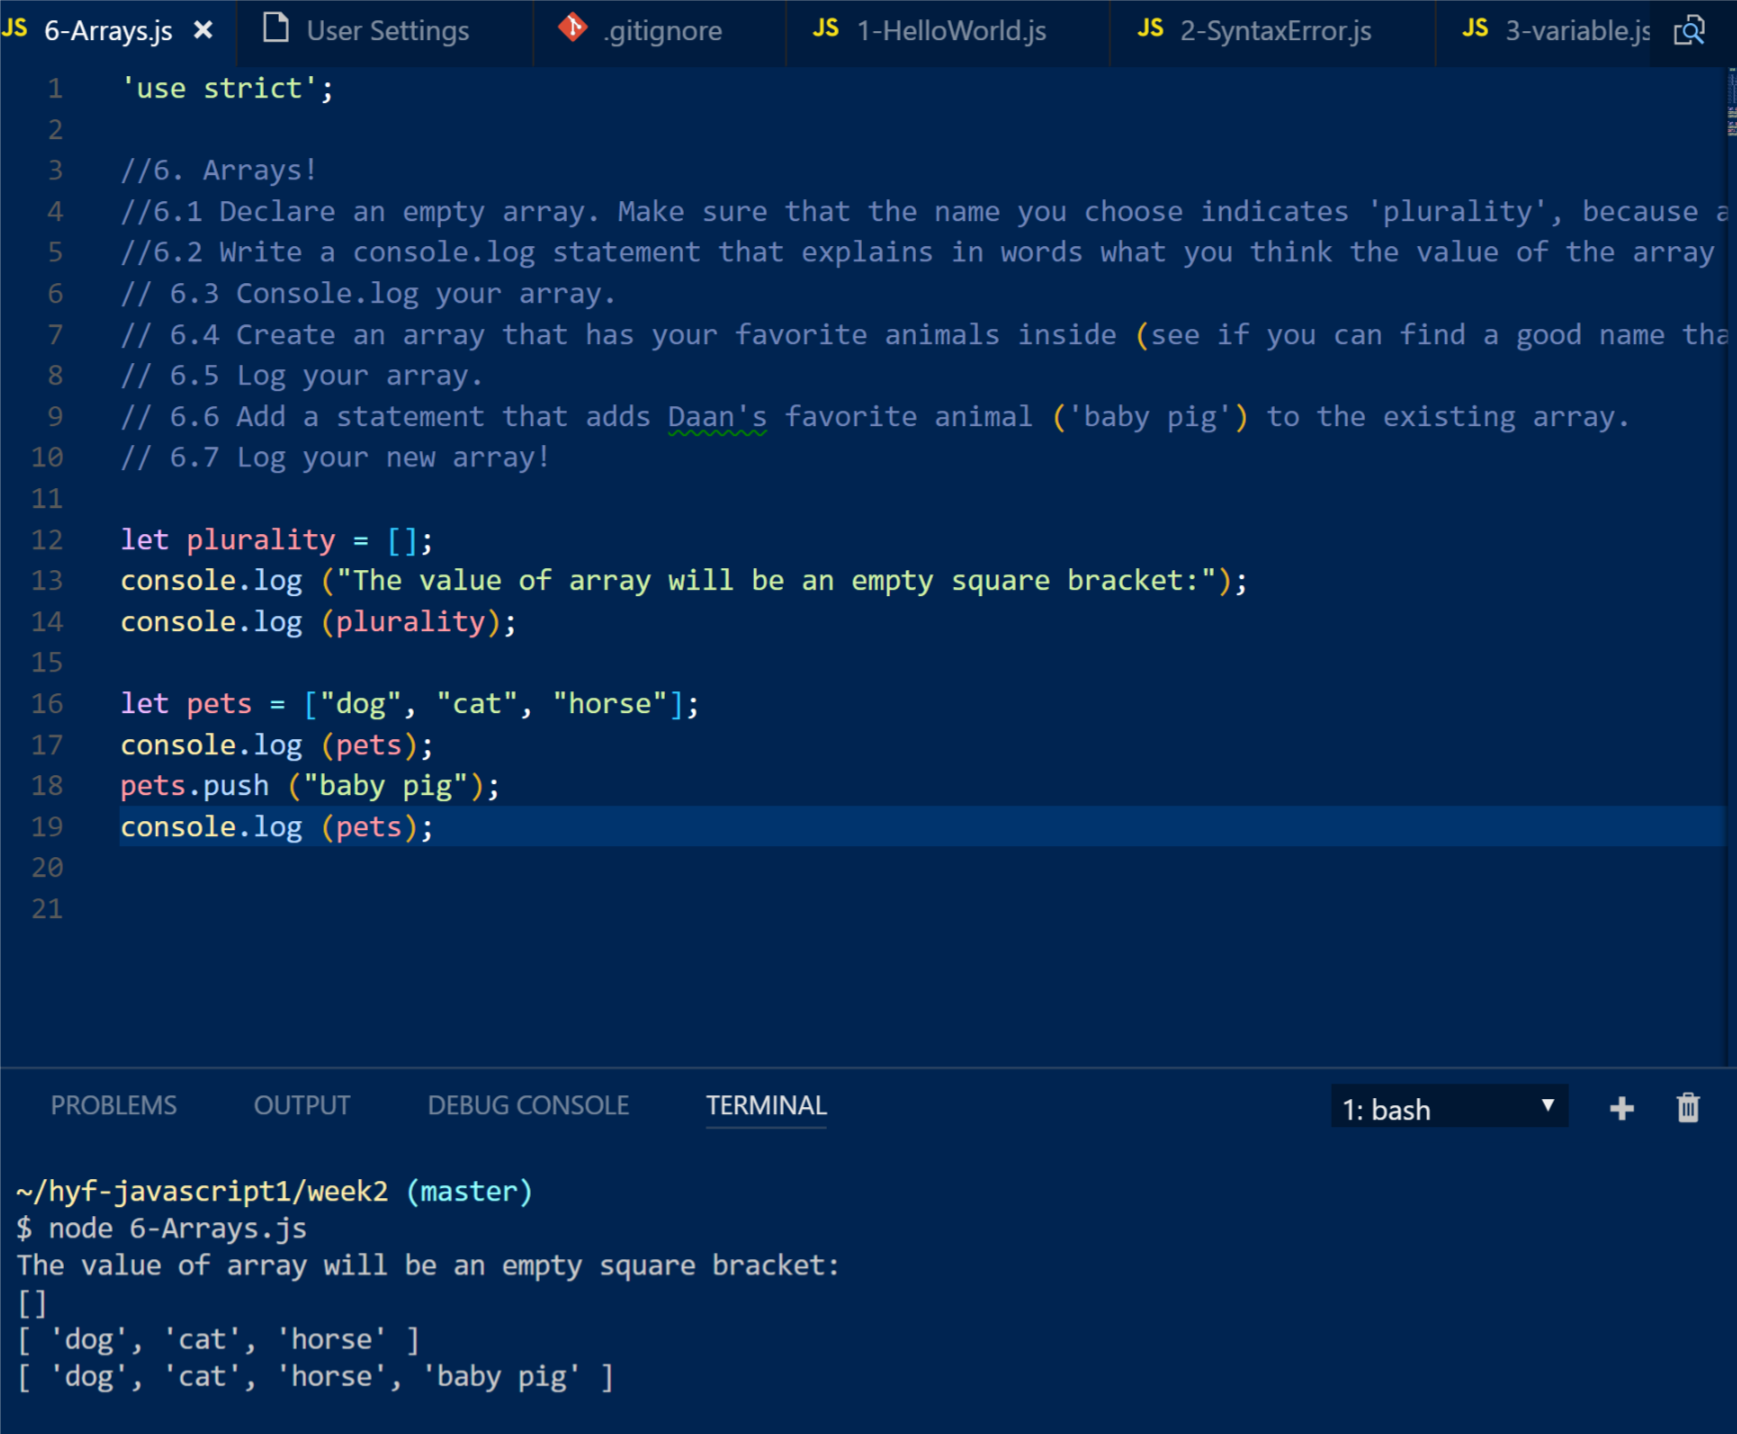 JS 6-Arrays.js × User Settings .gitignore JS 1-HelloWorld.js JS 2-SyntaxError.js JS 3-variable.js
1 'use strict';
2
3 //6. Arrays!
4 //6.1 Declare an empty array. Make sure that the name you choose indicates 'plurality', because a
5 //6.2 Write a console.log statement that explains in words what you think the value of the array
6 // 6.3 Console.log your array.
7 // 6.4 Create an array that has your favorite animals inside (see if you can find a good name tha
8 // 6.5 Log your array.
9 // 6.6 Add a statement that adds Daan's favorite animal ('baby pig') to the existing array.
10 // 6.7 Log your new array!
11
12 let plurality = [];
13 console.log ("The value of array will be an empty square bracket:");
14 console.log (plurality);
15
16 let pets = ["dog", "cat", "horse"];
17 console.log (pets);
18 pets.push ("baby pig");
19 console.log (pets);
20
21
PROBLEMS OUTPUT DEBUG CONSOLE TERMINAL 1: bash
~/hyf-javascript1/week2 (master)
$ node 6-Arrays.js
The value of array will be an empty square bracket:
[]
[ 'dog', 'cat', 'horse' ]
[ 'dog', 'cat', 'horse', 'baby pig' ]